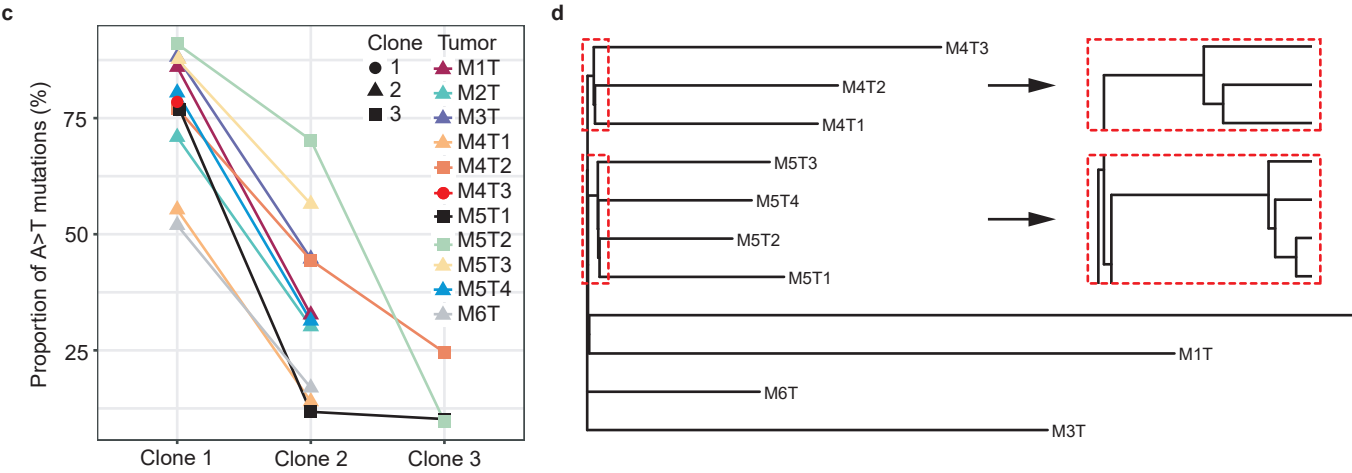 c
Proportion of A>T mutations (%)
75
50
25
Clone 1
Clone 2
Clone 3
Clone
1
2
3
Tumor
M1T
M2T
M3T
M4T1
M4T2
M4T3
M5T1
M5T2
M5T3
M5T4
M6T
d
M4T3
M4T2
M4T1
M5T3
M5T4
M5T2
M5T1
M1T
M6T
M3T